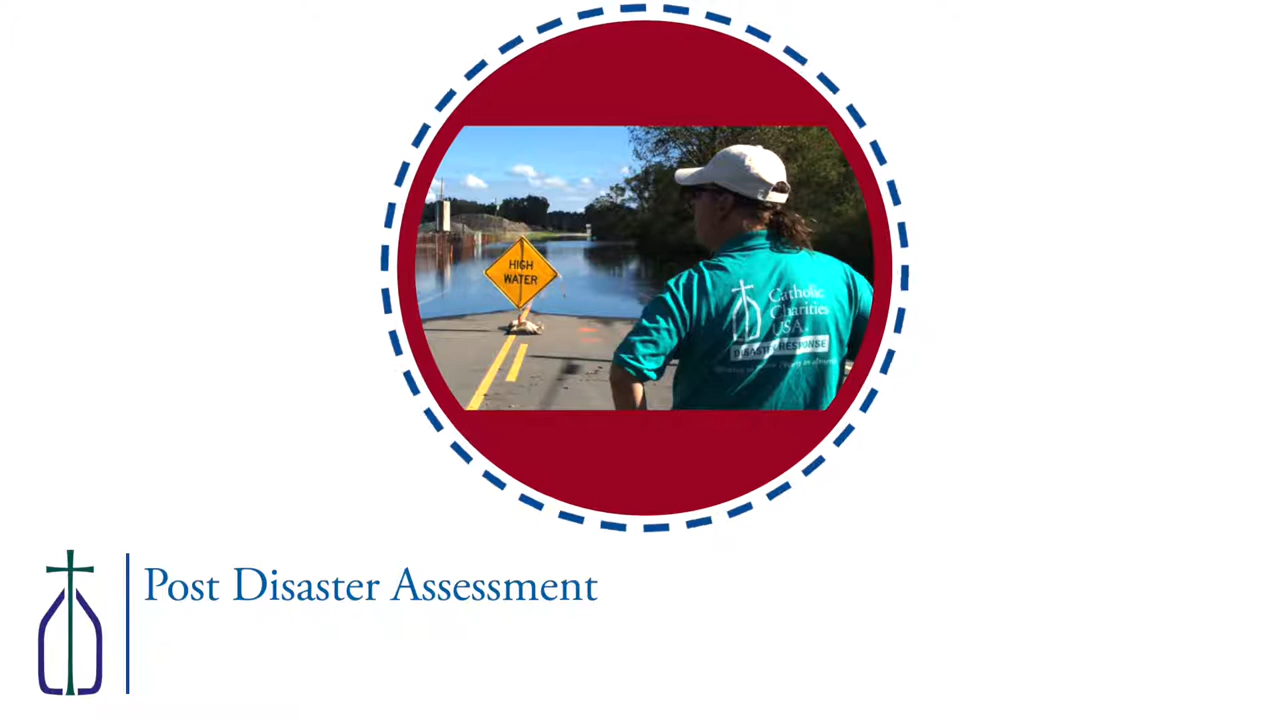 HIGH
WATER
Catholic
Charities
USA.
DISASTER RESPONSE
Post Disaster Assessment